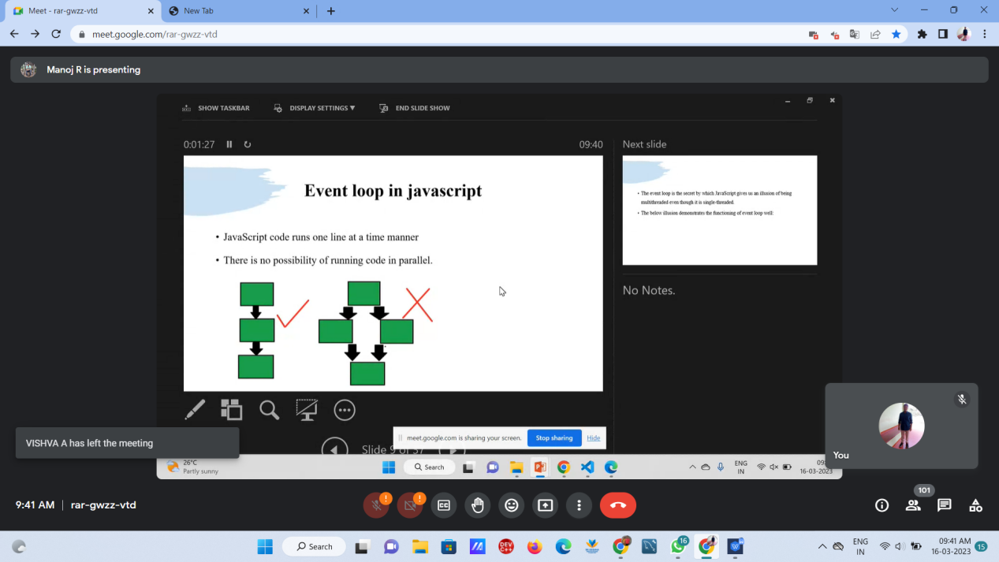 Meet - rar-gwzz-vtd
New Tab
meet.google.com/rar-gwzz-vtd
Manoj R is presenting
SHOW TASKBAR
DISPLAY SETTINGS ▼
END SLIDE SHOW
0:01:27
09:40
Next slide
Event loop in javascript
• JavaScript code runs one line at a time manner
• There is no possibility of running code in parallel.
• The event loop is the secret by which JavaScript gives us an illusion of being
multithreaded even though it is single-threaded.
• The below illusion demonstrates the functioning of event loop well:
No Notes.
VISHVA A has left the meeting
meet.google.com is sharing your screen.
Stop sharing
Hide
Slide 9 of 37
You
26°C
Partly sunny
Search
ENG
IN
09:
16-03-2023
9:41 AM
rar-gwzz-vtd
101
Search
DEV
C++
16
ENG
IN
09:41 AM
16-03-2023
15